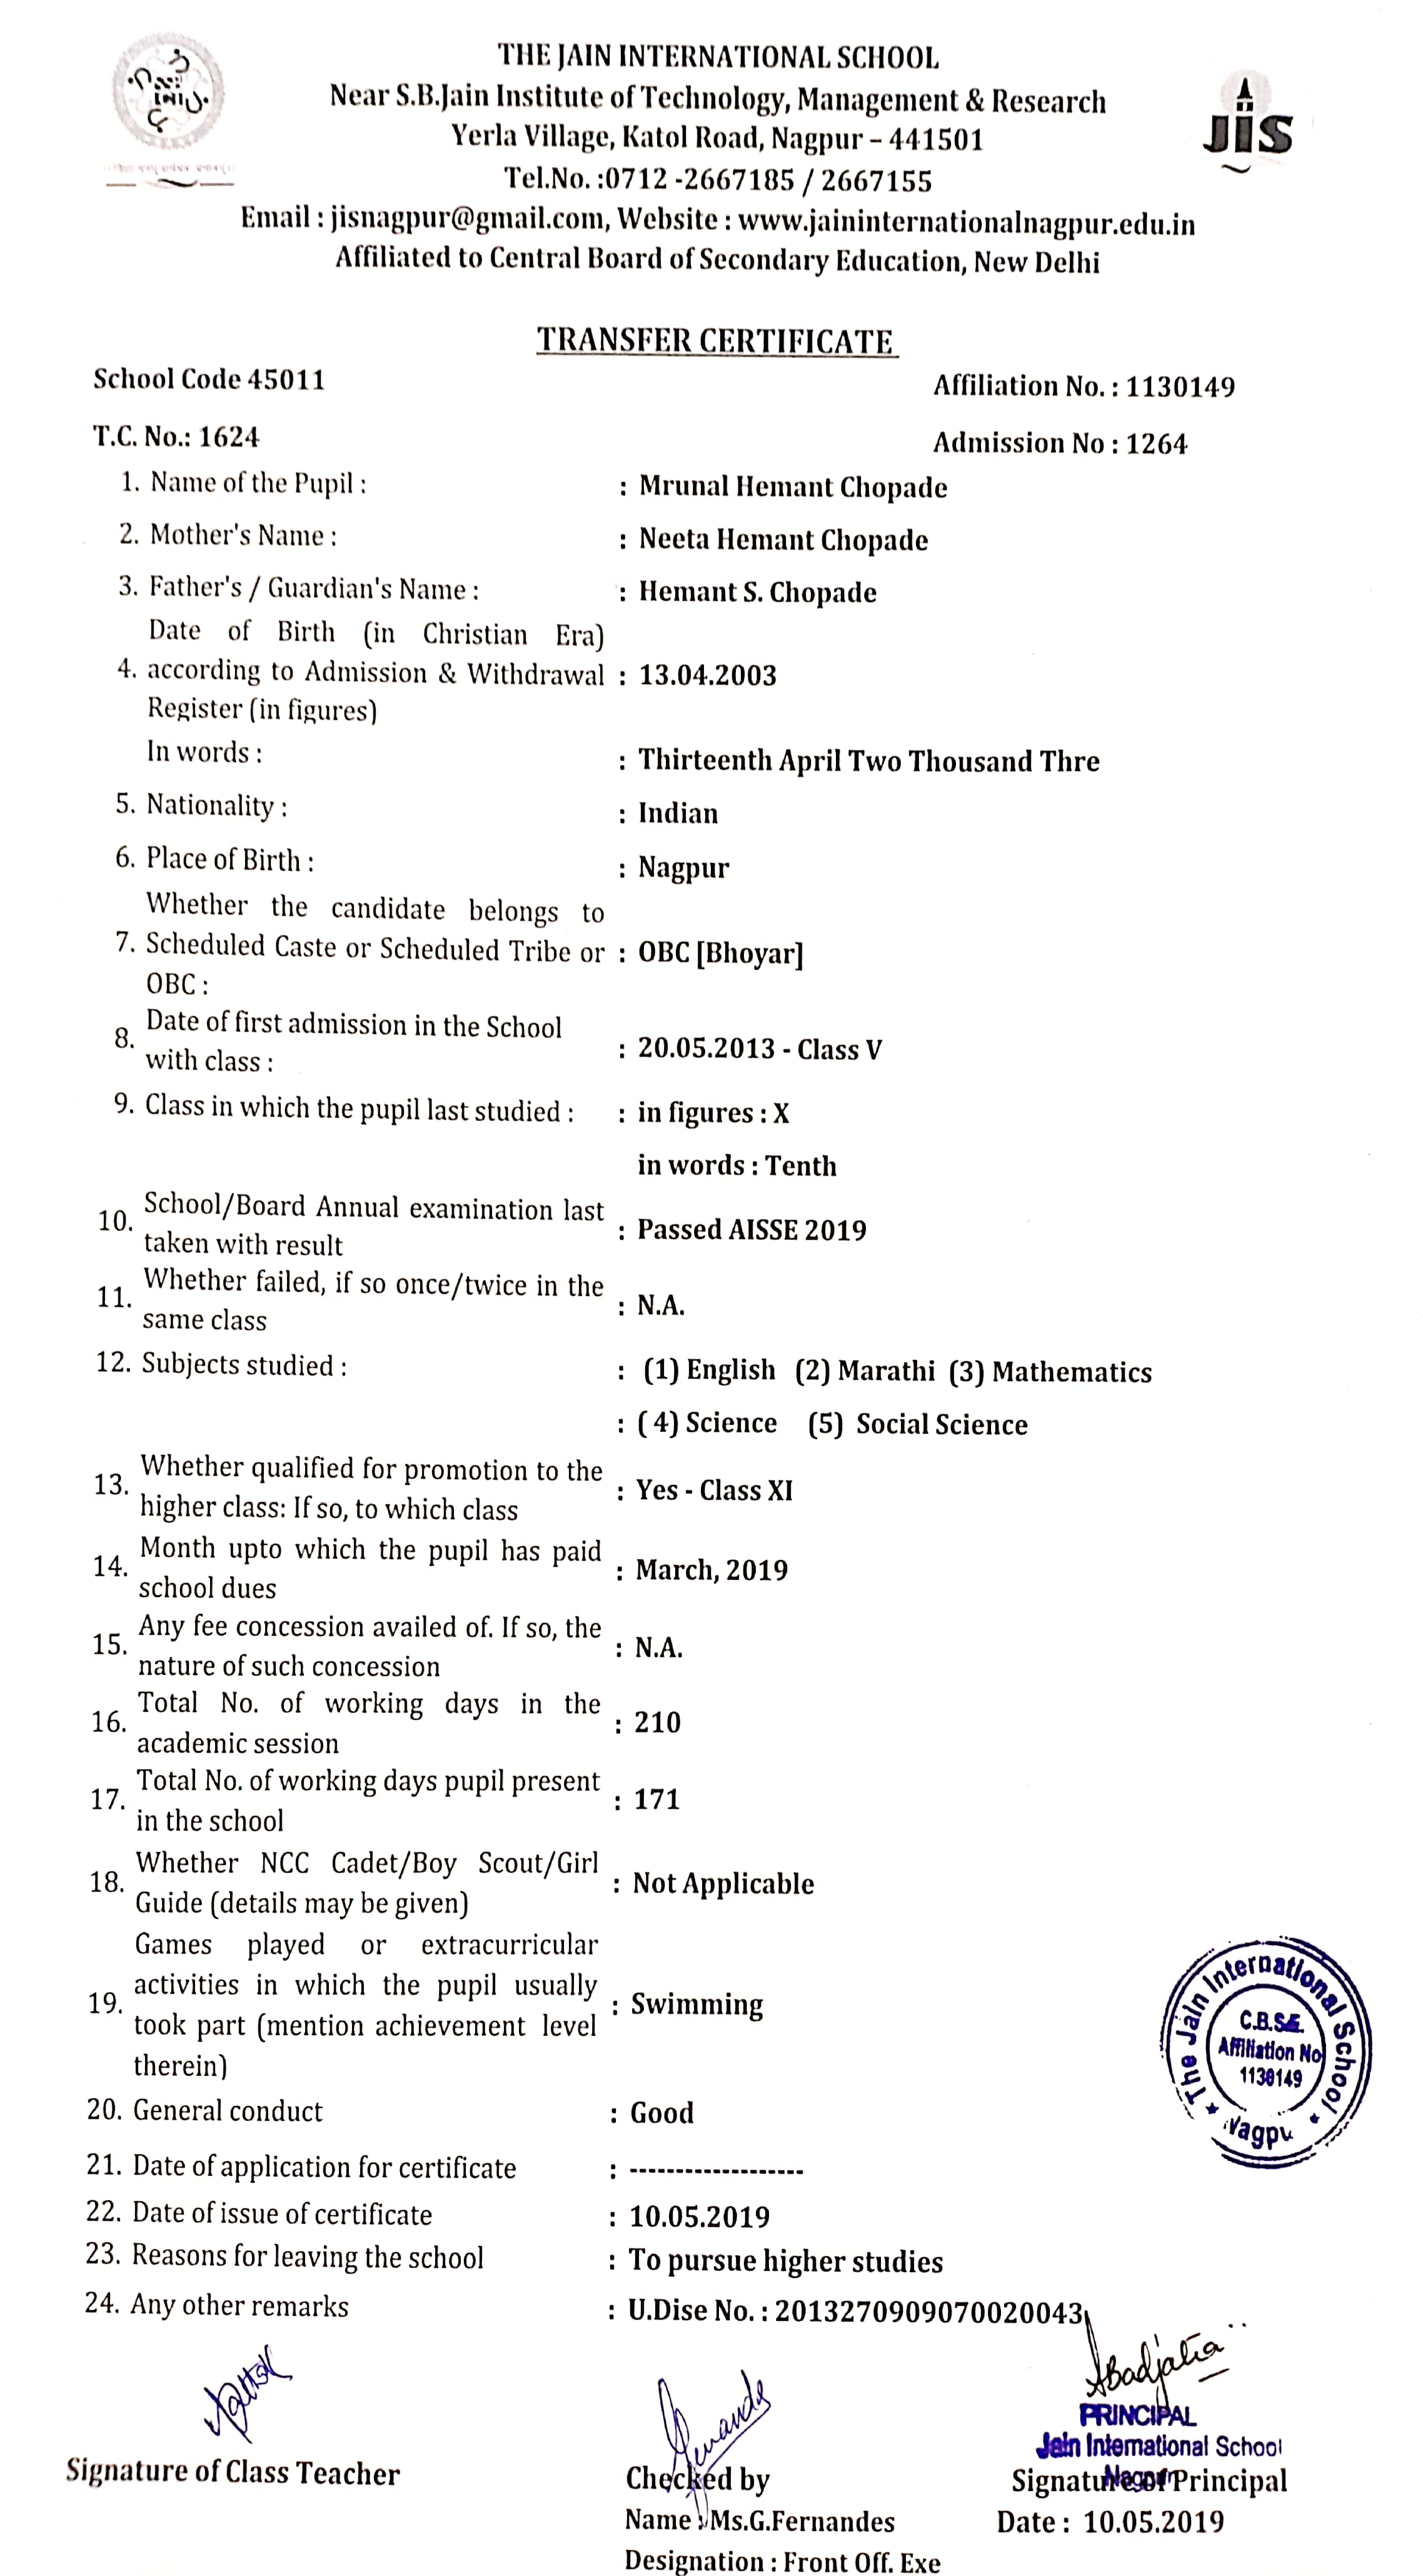 THE JAIN INTERNATIONAL SCHOOL
Near S.B.Jain Institute of Technology, Management & Research
Yerla Village, Katol Road, Nagpur – 441501
JIS
Tel.No. :0712 -2667185 / 2667155
Email : jisnagpur@gmail.com, Website : www.jaininternationalnagpur.edu.in
Affiliated to Central Board of Secondary Education, New Delhi
TRANSFER CERTIFICATE
School Code 45011 Affiliation No. : 1130149
T.C. No.: 1624 Admission No : 1264
1. Name of the Pupil : : Mrunal Hemant Chopade
2. Mother's Name : : Neeta Hemant Chopade
3. Father's / Guardian's Name : : Hemant S. Chopade
Date of Birth (in Christian Era)
4. according to Admission & Withdrawal : 13.04.2003
Register (in figures)
In words : : Thirteenth April Two Thousand Thre
5. Nationality : : Indian
6. Place of Birth : : Nagpur
Whether the candidate belongs to
7. Scheduled Caste or Scheduled Tribe or : OBC [Bhoyar]
OBC :
8. Date of first admission in the School
with class : : 20.05.2013 - Class V
9. Class in which the pupil last studied : : in figures : X
in words : Tenth
10. School/Board Annual examination last
taken with result : Passed AISSE 2019
11. Whether failed, if so once/twice in the
same class : N.A.
12. Subjects studied : : (1) English (2) Marathi (3) Mathematics
: ( 4) Science (5) Social Science
13. Whether qualified for promotion to the
higher class: If so, to which class : Yes - Class XI
14. Month upto which the pupil has paid
school dues : March, 2019
15. Any fee concession availed of. If so, the
nature of such concession : N.A.
16. Total No. of working days in the
academic session : 210
17. Total No. of working days pupil present
in the school : 171
18. Whether NCC Cadet/Boy Scout/Girl
Guide (details may be given) : Not Applicable
Games played or extracurricular
activities in which the pupil usually
19. took part (mention achievement level : Swimming
therein)
The Jain International School
C.B.S.E.
Affiliation No
1130149
20. General conduct : Good
21. Date of application for certificate : -------------------
22. Date of issue of certificate : 10.05.2019
23. Reasons for leaving the school : To pursue higher studies
24. Any other remarks : U.Dise No. : 2013270909070020043
PRINCIPAL
Jain International School
Nagpur
Signature of Class Teacher Checked by Signature of Principal
Name : Ms.G.Fernandes Date : 10.05.2019
Designation : Front Off. Exe